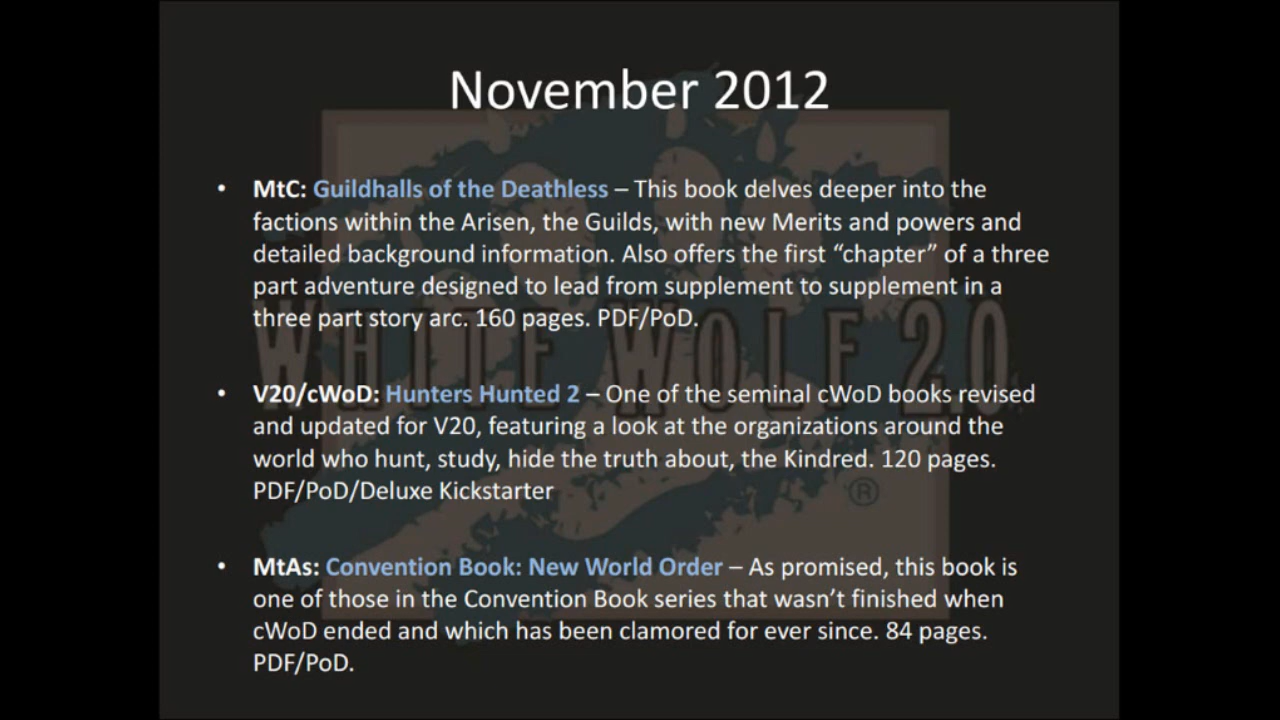 November 2012
• MtC: Guildhalls of the Deathless – This book delves deeper into the
factions within the Arisen, the Guilds, with new Merits and powers and
detailed background information. Also offers the first “chapter” of a three
part adventure designed to lead from supplement to supplement in a
three part story arc. 160 pages. PDF/PoD.
• V20/cWoD: Hunters Hunted 2 – One of the seminal cWoD books revised
and updated for V20, featuring a look at the organizations around the
world who hunt, study, hide the truth about, the Kindred. 120 pages.
PDF/PoD/Deluxe Kickstarter
• MtAs: Convention Book: New World Order – As promised, this book is
one of those in the Convention Book series that wasn’t finished when
cWoD ended and which has been clamored for ever since. 84 pages.
PDF/PoD.
WHITE WOLF 20
®